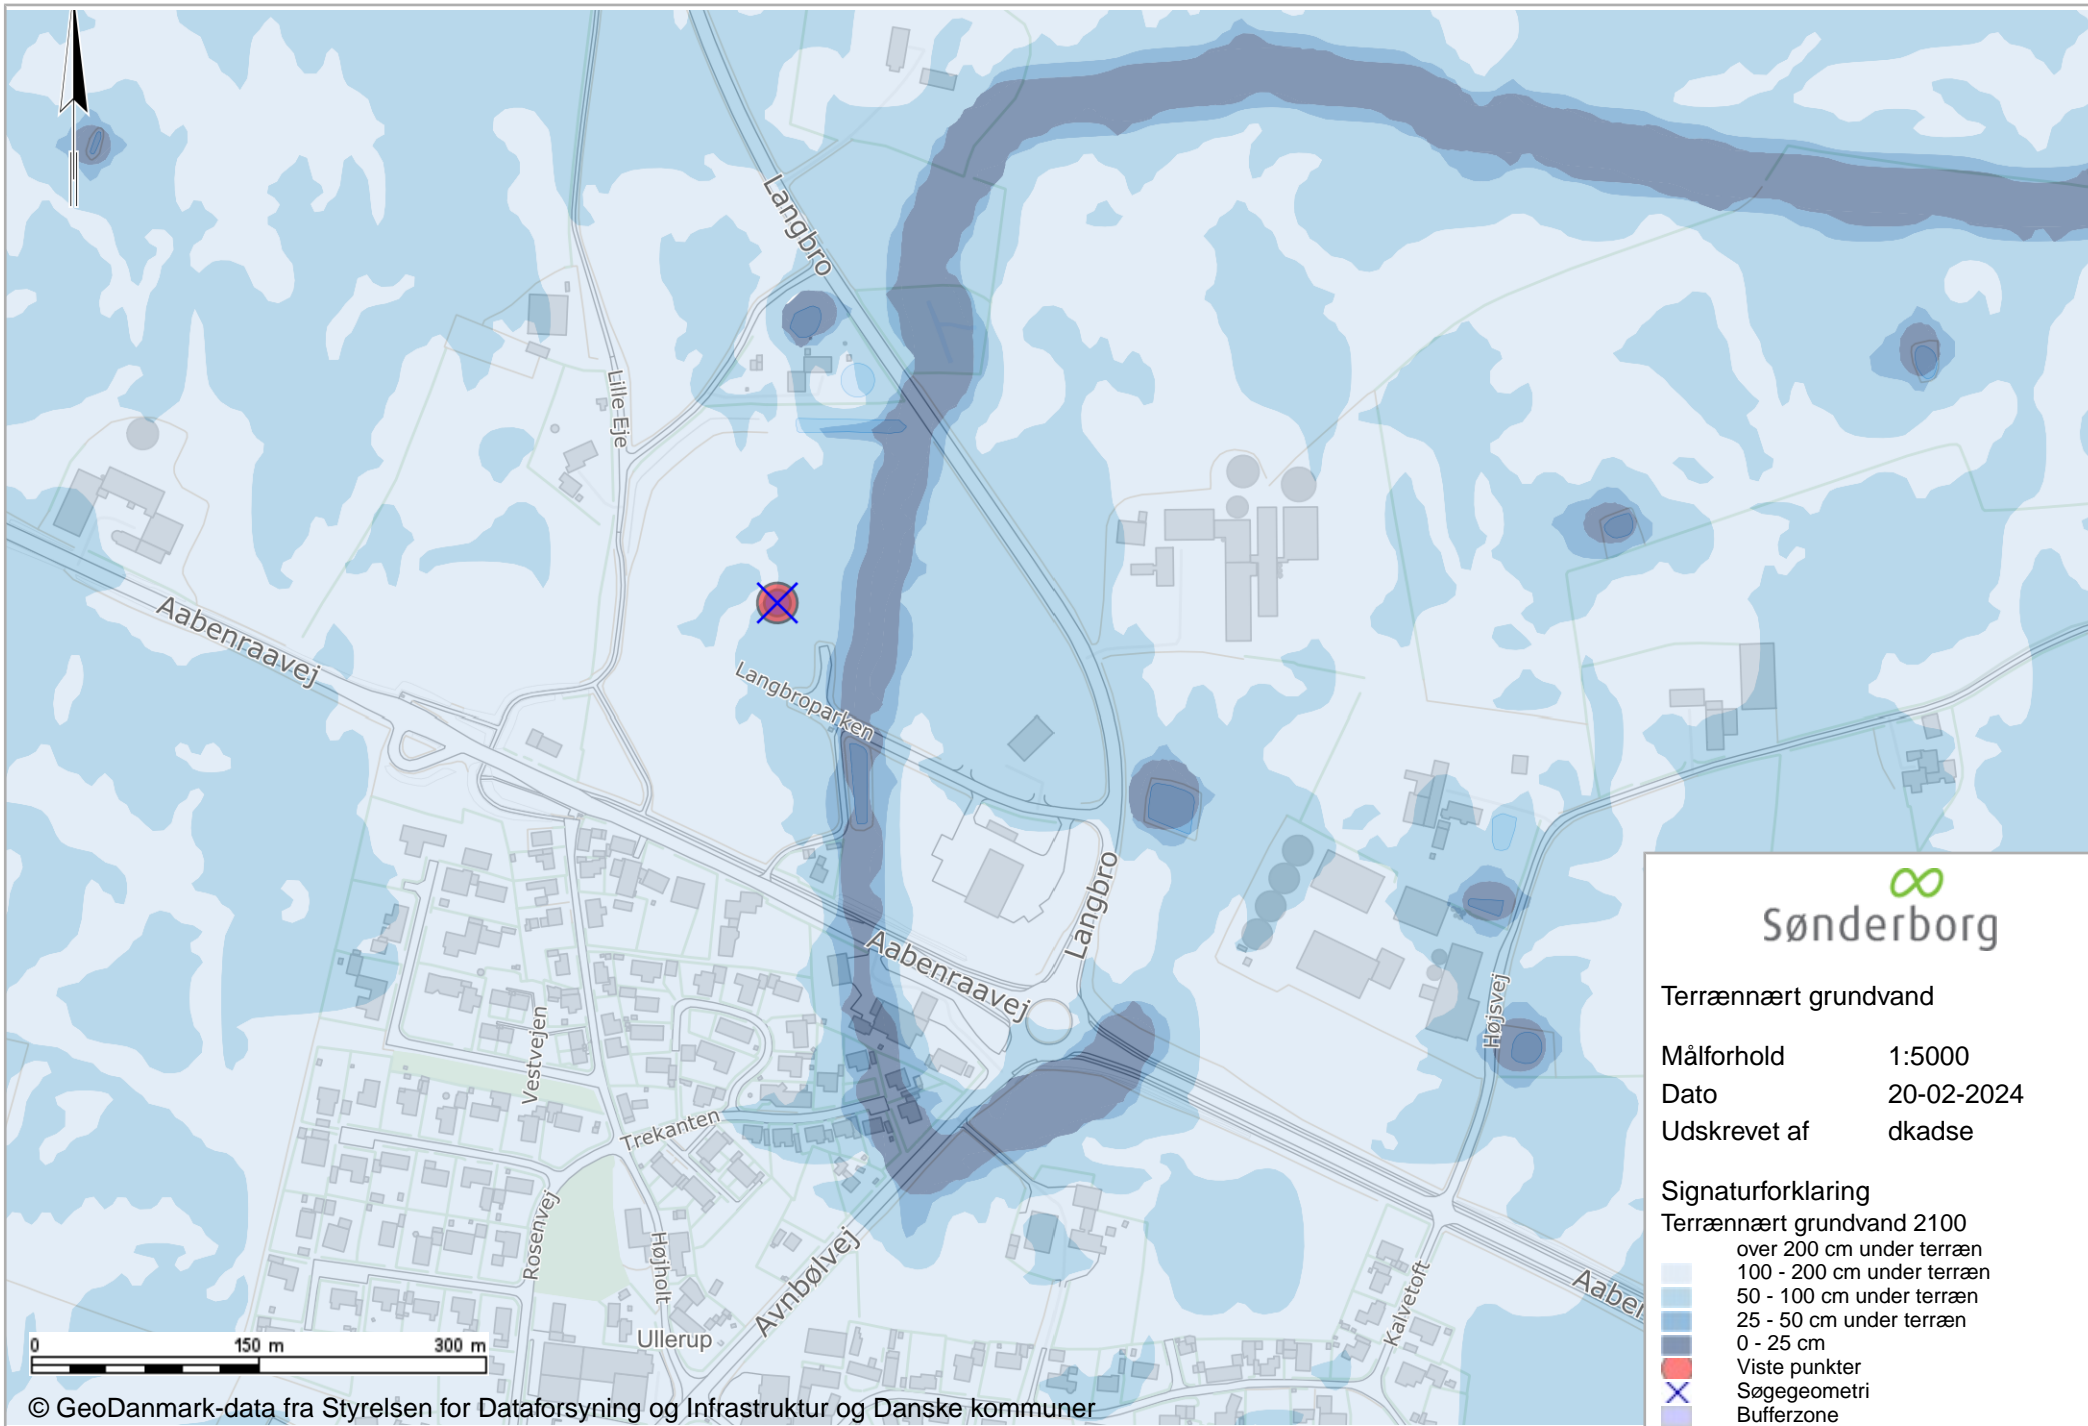 Langbro
Lille Eje
Aabenraavej
Langbroparken
Langbro
Aabenraavej
Højsvej
Vestvejen
Trekanten
Rosenvej
Højholt
Avnbølvej
Kalvetoft
Aaber
Ullerup
0 150 m 300 m
© GeoDanmark-data fra Styrelsen for Dataforsyning og Infrastruktur og Danske kommuner
Sønderborg
Terrænnært grundvand
Målforhold 1:5000
Dato 20-02-2024
Udskrevet af dkadse
Signaturforklaring
Terrænnært grundvand 2100
over 200 cm under terræn
100 - 200 cm under terræn
50 - 100 cm under terræn
25 - 50 cm under terræn
0 - 25 cm
Viste punkter
Søgegeometri
Bufferzone